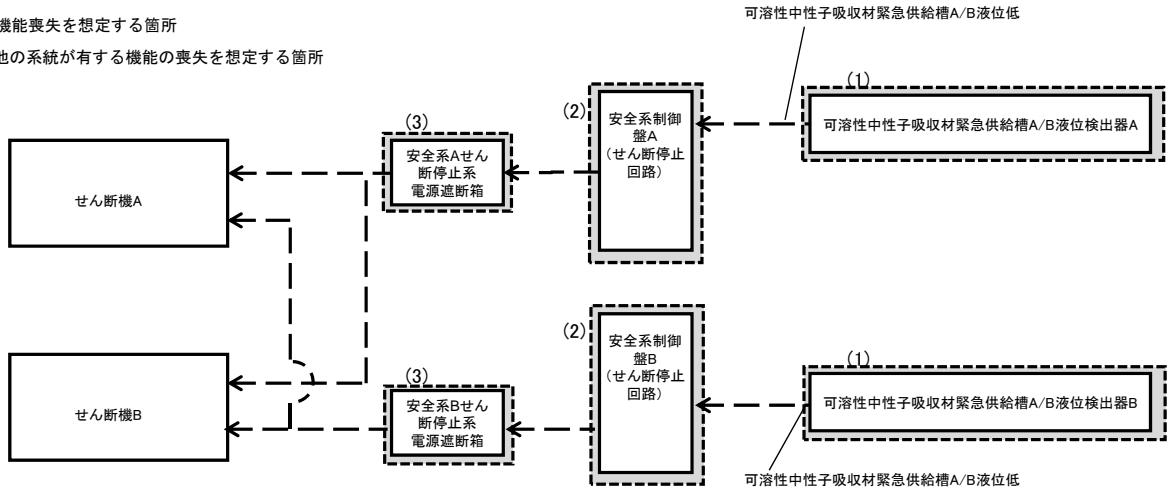 機能喪失を想定する箇所
他の系統が有する機能の喪失を想定する箇所
可溶性中性子吸収材緊急供給槽A/B液位低
(1)
可溶性中性子吸収材緊急供給槽A/B液位検出器A
(2)
安全系制御
盤A
(せん断停止
回路)
(3)
安全系Aせん
断停止系
電源遮断箱
せん断機A
(1)
可溶性中性子吸収材緊急供給槽A/B液位検出器B
(2)
安全系制御
盤B
(せん断停止
回路)
(3)
安全系Bせん
断停止系
電源遮断箱
せん断機B
可溶性中性子吸収材緊急供給槽A/B液位低